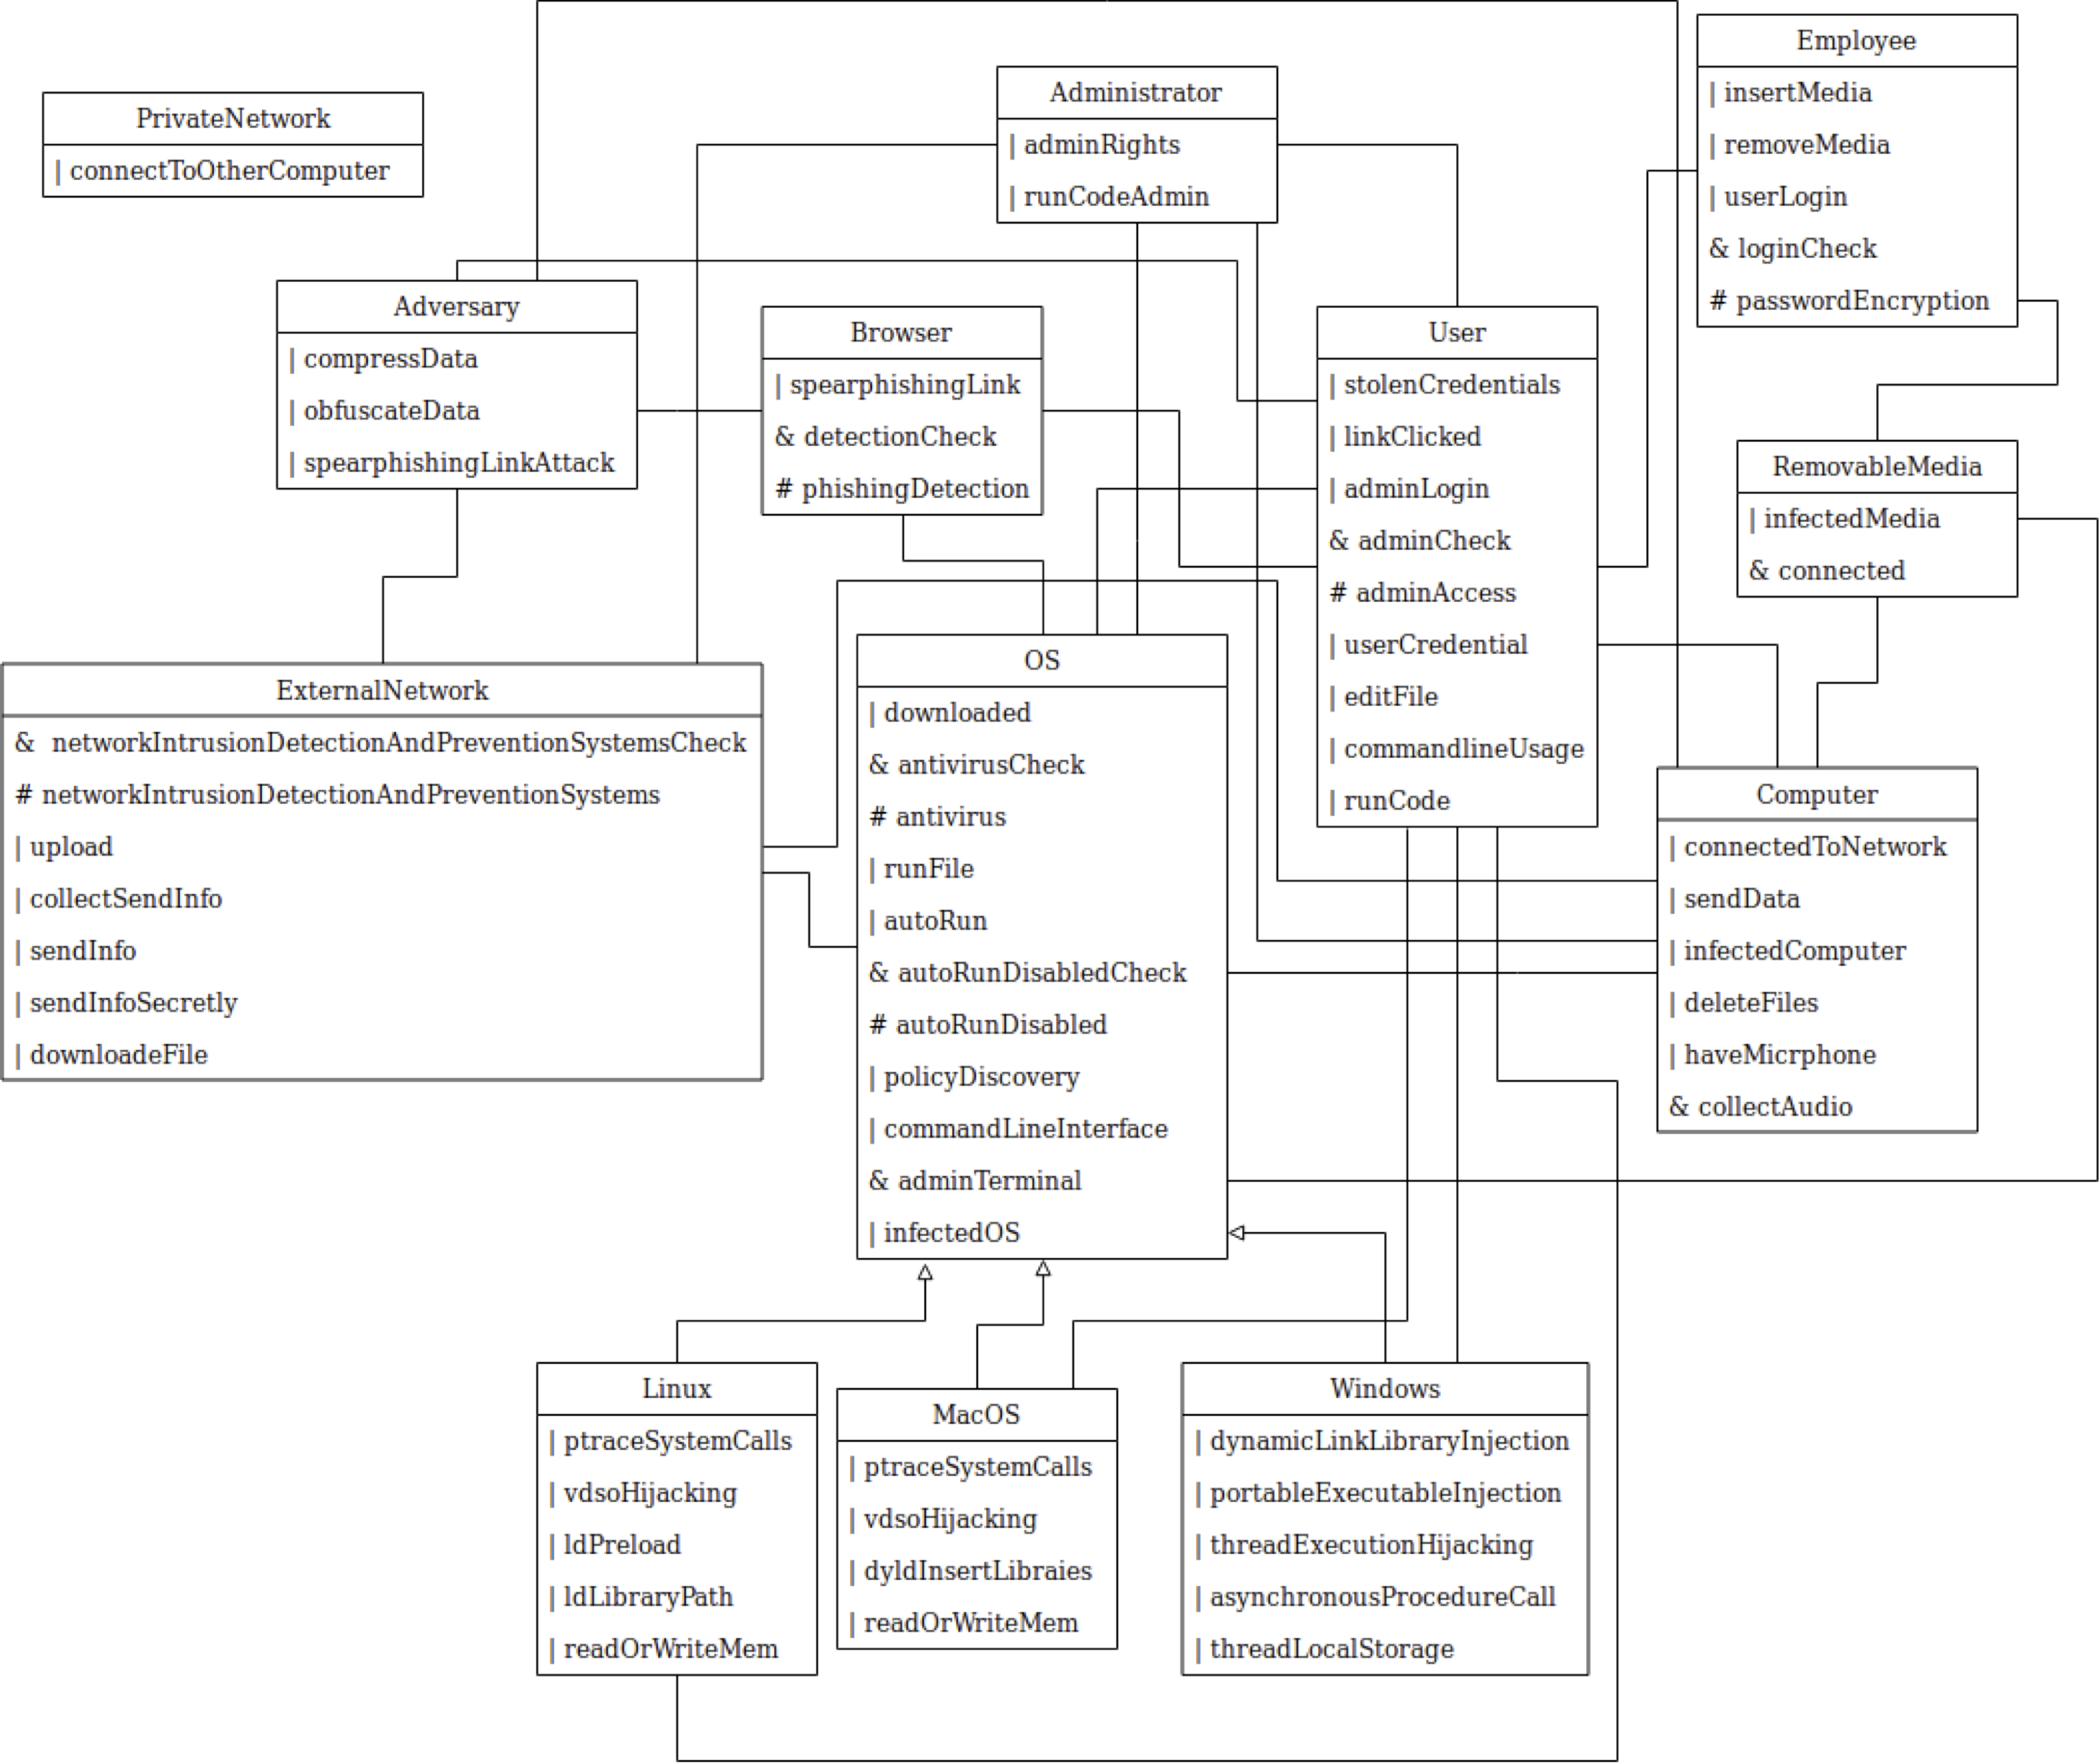 PrivateNetwork
| connectToOtherComputer
Administrator
| adminRights
| runCodeAdmin
Employee
| insertMedia
| removeMedia
| userLogin
& loginCheck
# passwordEncryption
Adversary
| compressData
| obfuscateData
| spearphishingLinkAttack
Browser
| spearphishingLink
& detectionCheck
# phishingDetection
User
| stolenCredentials
| linkClicked
| adminLogin
& adminCheck
# adminAccess
| userCredential
| editFile
| commandlineUsage
| runCode
RemovableMedia
| infectedMedia
& connected
ExternalNetwork
& networkIntrusionDetectionAndPreventionSystemsCheck
# networkIntrusionDetectionAndPreventionSystems
| upload
| collectSendInfo
| sendInfo
| sendInfoSecretly
| downloadeFile
OS
| downloaded
& antivirusCheck
# antivirus
| runFile
| autoRun
& autoRunDisabledCheck
# autoRunDisabled
| policyDiscovery
| commandLineInterface
& adminTerminal
| infectedOS
Computer
| connectedToNetwork
| sendData
| infectedComputer
| deleteFiles
| haveMicrphone
& collectAudio
Linux
| ptraceSystemCalls
| vdsoHijacking
| ldPreload
| ldLibraryPath
| readOrWriteMem
MacOS
| ptraceSystemCalls
| vdsoHijacking
| dyldInsertLibraies
| readOrWriteMem
Windows
| dynamicLinkLibraryInjection
| portableExecutableInjection
| threadExecutionHijacking
| asynchronousProcedureCall
| threadLocalStorage